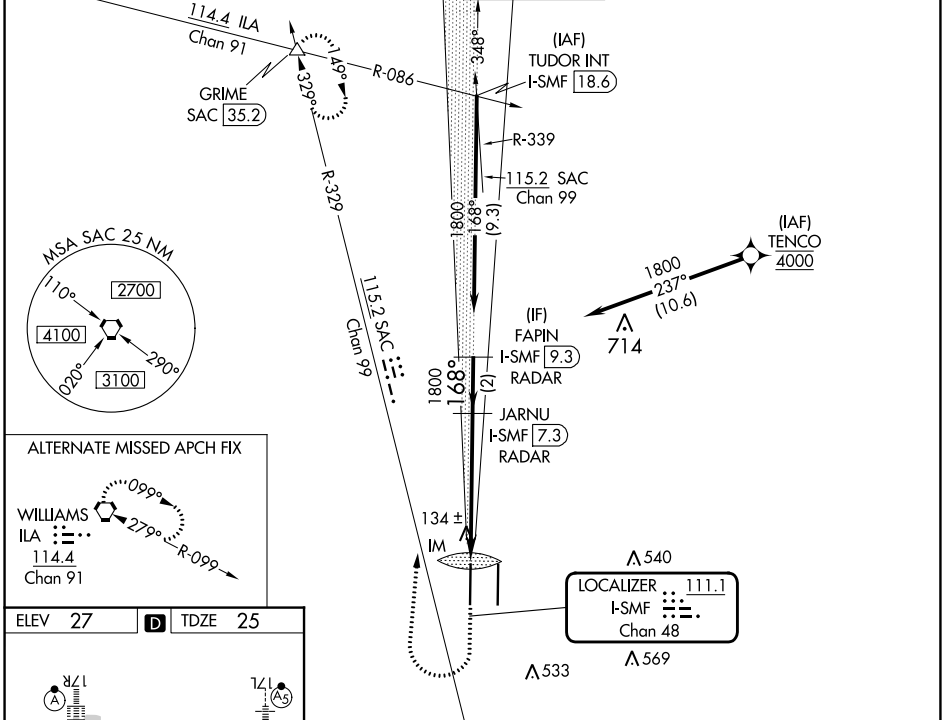 114.4 ILA
Chan 91
R-086
149°
329°
GRIME
SAC 35.2
348°
(IAF)
TUDOR INT
I-SMF 18.6
R-339
115.2 SAC
Chan 99
1800
168°
(9.3)
R-329
115.2 SAC
Chan 99
(IAF)
TENCO
4000
1800
237°
(10.6)
714
MSA SAC 25 NM
110°
2700
4100
290°
020°
3100
(IF)
FAPIN
I-SMF 9.3
RADAR
1800
168°
(2)
JARNU
I-SMF 7.3
RADAR
ALTERNATE MISSED APCH FIX
099°
WILLIAMS
ILA
279°
R-099
114.4
Chan 91
134 ±
IM
540
LOCALIZER 111.1
I-SMF
Chan 48
569
533
ELEV 27
D
TDZE 25
17R
A
17L
A5